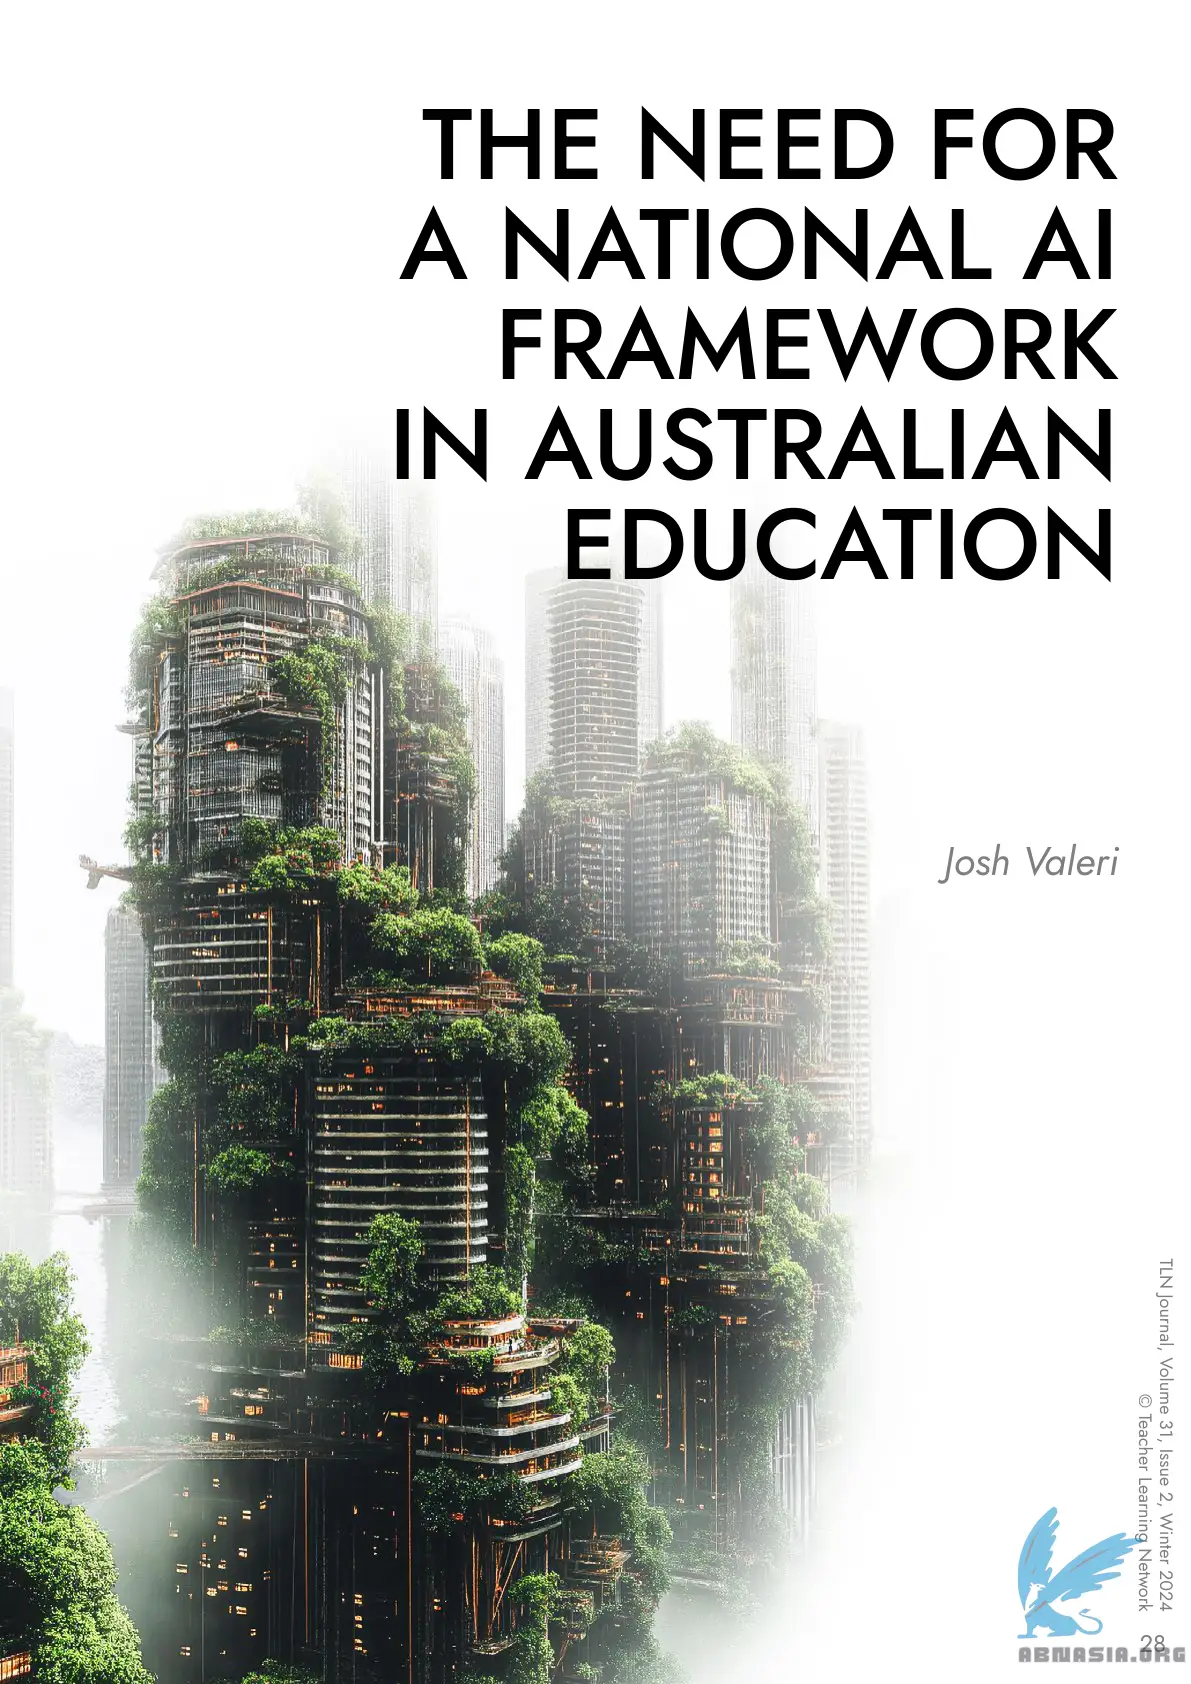 THE NEED FOR
A NATIONAL AI
FRAMEWORK
IN AUSTRALIAN
EDUCATION
Josh Valeri
TLN Journal, Volume 31, Issue 2, Winter 2024
© Teacher Learning Network
28
ABNASIA.ORG